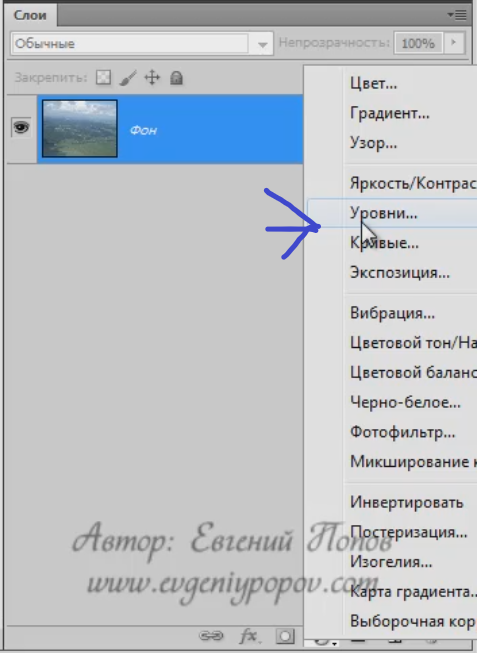 Слои
Обычные
Непрозрачность: 100%
Закрепить:
Фон
Цвет...
Градиент...
Узор...
Яркость/Контрас
Уровни...
Кривые...
Экспозиция...
Вибрация...
Цветовой тон/На
Цветовой баланс
Черно-белое...
Фотофильтр...
Микширование к
Инвертировать
Постеризация...
Изогелия...
Карта градиента..
Выборочная кор
Автор: Евгений Попов
www.evgeniypopov.com
fx.